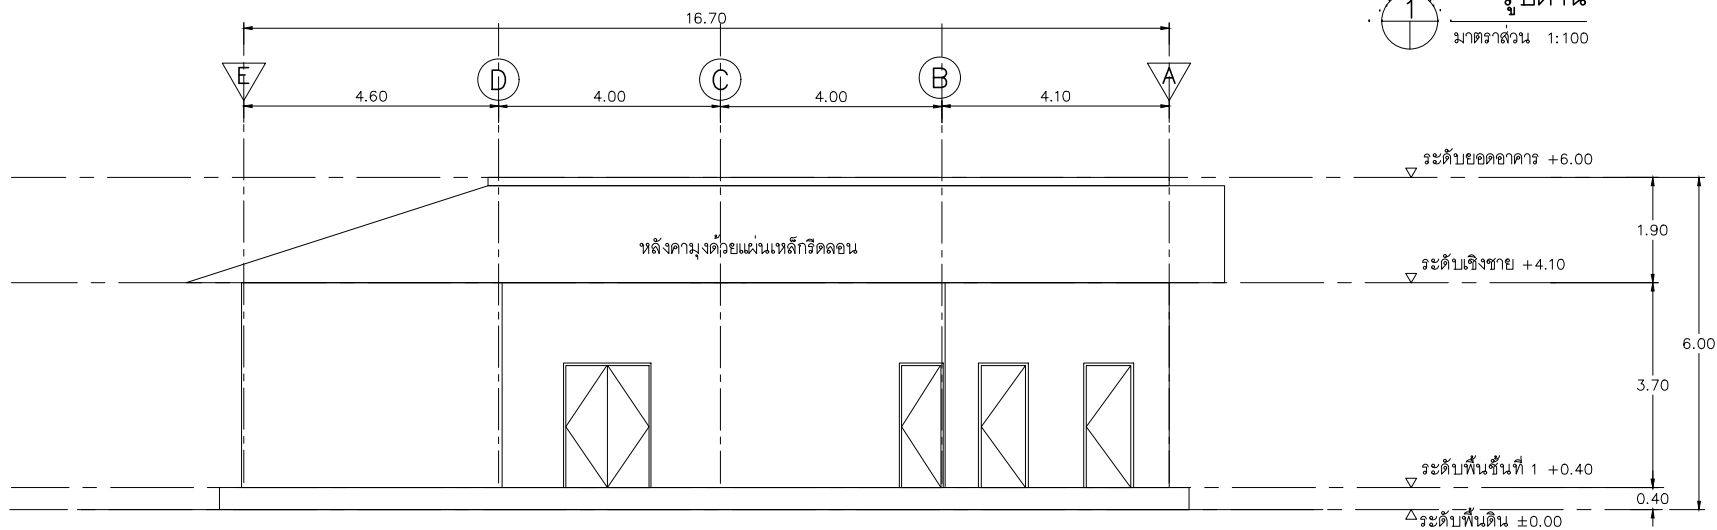 1
รูปด้าน
มาตราส่วน 1:100
16.70
E
D
C
B
A
4.60
4.00
4.00
4.10
ระดับยอดอาคาร +6.00
1.90
หลังคามุงด้วยแผ่นเหล็กรีดลอน
ระดับเชิงชาย +4.10
6.00
3.70
ระดับพื้นชั้นที่ 1 +0.40
0.40
ระดับพื้นดิน ±0.00